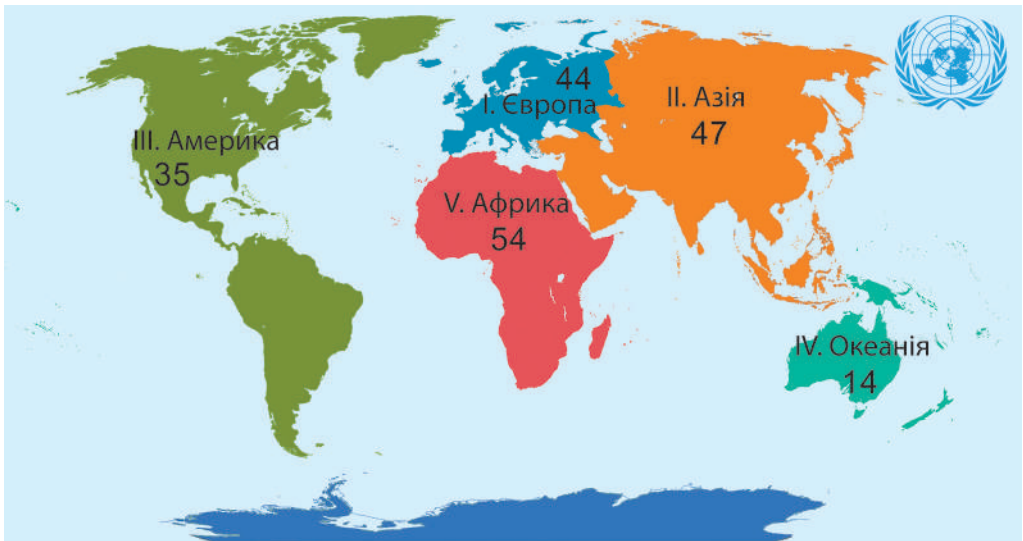 44
I. Європа
II. Азія
47
III. Америка
35
V. Африка
54
IV. Океанія
14